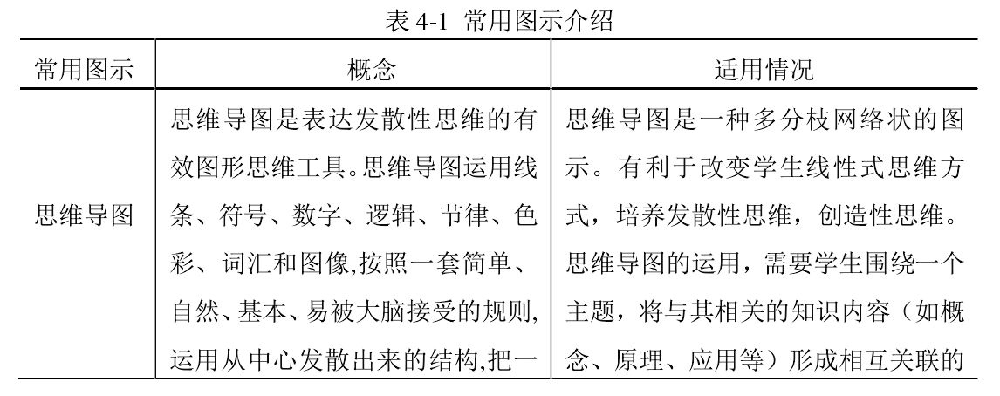 表 4-1 常用图示介绍
常用图示 概念 适用情况
思维导图
思维导图是表达发散性思维的有
效图形思维工具。思维导图运用线
条、符号、数字、逻辑、节律、色
彩、词汇和图像,按照一套简单、
自然、基本、易被大脑接受的规则,
运用从中心发散出来的结构,把一
思维导图是一种多分枝网络状的图
示。有利于改变学生线性式思维方
式，培养发散性思维，创造性思维。
思维导图的运用，需要学生围绕一个
主题，将与其相关的知识内容（如概
念、原理、应用等）形成相互关联的